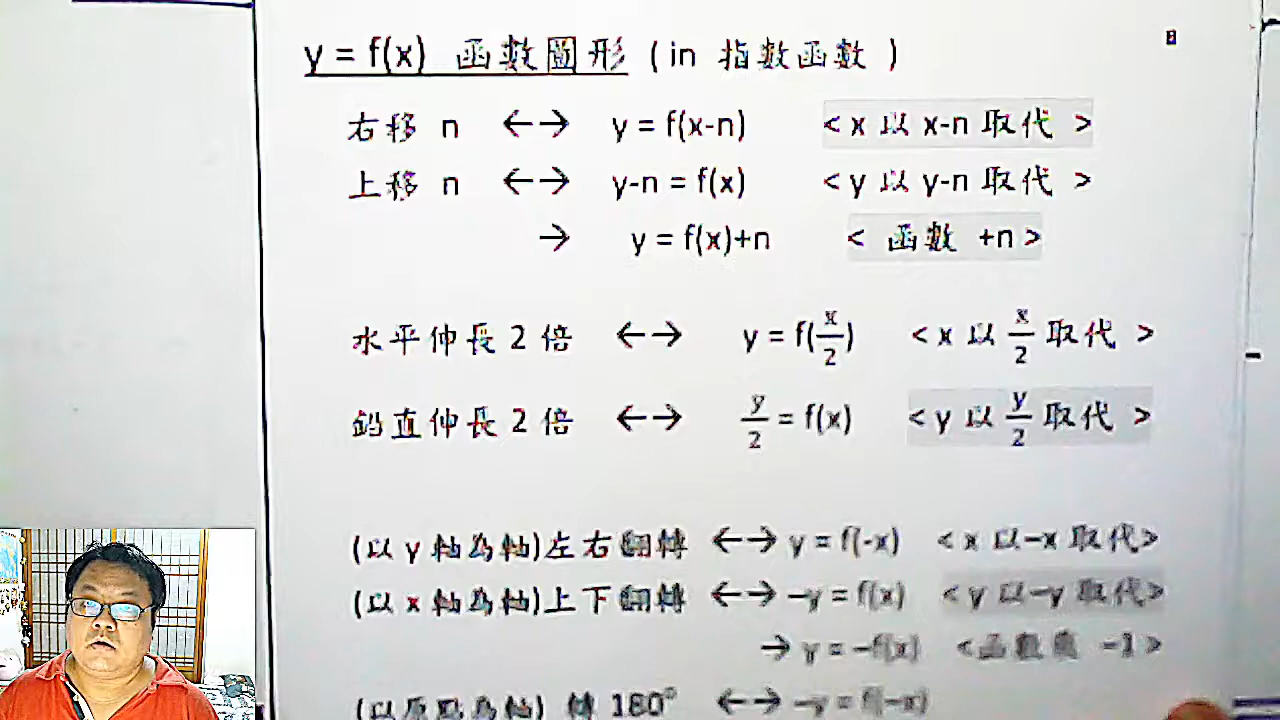 y = f(x) 函數圖形 ( in 指數函數 )
右移 n ←→ y = f(x-n) < x 以 x-n 取代 >
上移 n ←→ y-n = f(x) < y 以 y-n 取代 >
→ y = f(x)+n < 函數 +n >
水平伸長 2 倍 ←→ y = f(x/2) < x 以 x/2 取代 >
鉛直伸長 2 倍 ←→ y/2 = f(x) < y 以 y/2 取代 >
(以 y 軸為軸)左右翻轉 ←→ y = f(-x) < x 以 -x 取代>
(以 x 軸為軸)上下翻轉 ←→ -y = f(x) < y 以 -y 取代>
→ y = -f(x) <函數 -1 >
(以原點為軸) 轉 180° ←→ -y = f(-x)